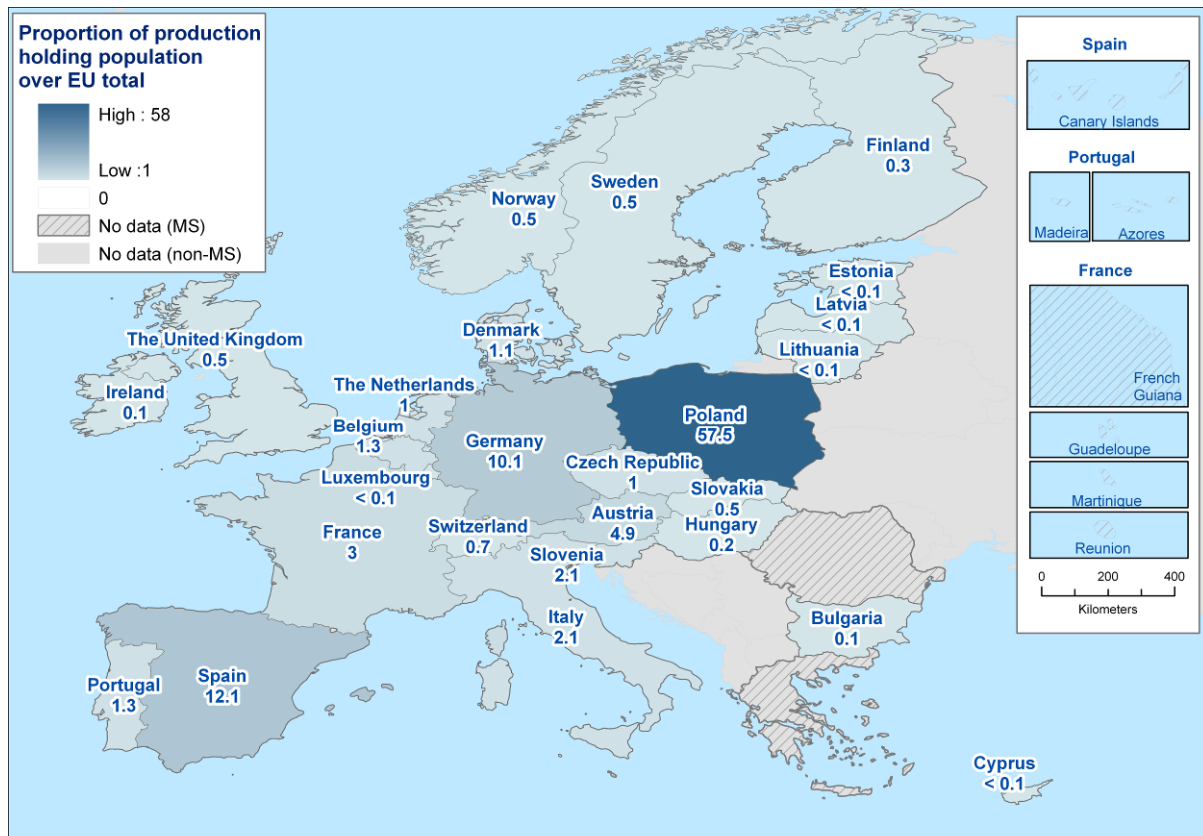 Proportion of production
holding population
over EU total
High : 58
Low :1
0
No data (MS)
No data (non-MS)
Finland
0.3
Norway
0.5
Sweden
0.5
Estonia
< 0.1
Latvia
< 0.1
Lithuania
< 0.1
Denmark
1.1
The United Kingdom
0.5
Ireland
0.1
The Netherlands
1
Belgium
1.3
Germany
10.1
Poland
57.5
Luxembourg
< 0.1
Czech Republic
1
Slovakia
0.5
France
3
Switzerland
0.7
Austria
4.9
Hungary
0.2
Slovenia
2.1
Italy
2.1
Bulgaria
0.1
Portugal
1.3
Spain
12.1
Cyprus
< 0.1
Spain
Canary Islands
Portugal
Madeira
Azores
France
French
Guiana
Guadeloupe
Martinique
Reunion
0 200 400
Kilometers